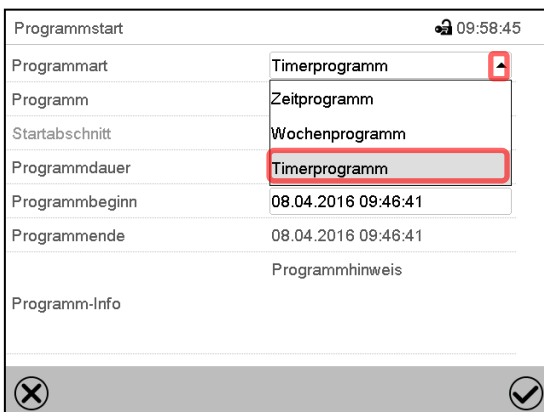 Programmstart 09:58:45
Programmart Timerprogramm
Programm Zeitprogramm
Startabschnitt Wochenprogramm
Programmdauer Timerprogramm
Programmbeginn 08.04.2016 09:46:41
Programmende 08.04.2016 09:46:41
Programmhinweis
Programm-Info